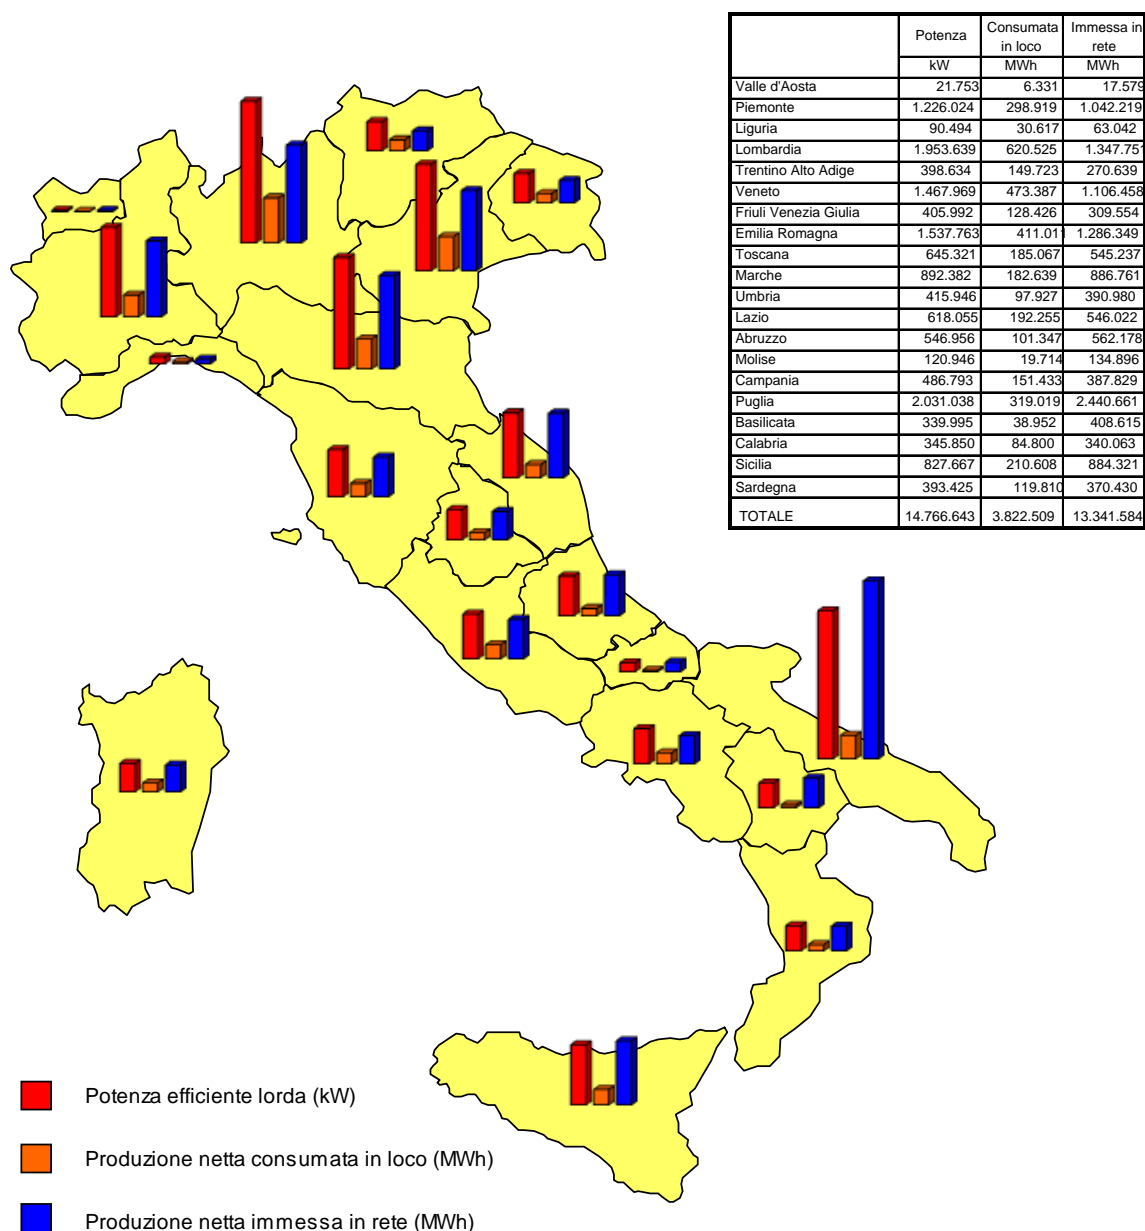 Potenza Consumata in loco Immessa in rete
kW MWh MWh
Valle d'Aosta 21.753 6.331 17.579
Piemonte 1.226.024 298.919 1.042.219
Liguria 90.494 30.617 63.042
Lombardia 1.953.639 620.525 1.347.751
Trentino Alto Adige 398.634 149.723 270.639
Veneto 1.467.969 473.387 1.106.458
Friuli Venezia Giulia 405.992 128.426 309.554
Emilia Romagna 1.537.763 411.011 1.286.349
Toscana 645.321 185.067 545.237
Marche 892.382 182.639 886.761
Umbria 415.946 97.927 390.980
Lazio 618.055 192.255 546.022
Abruzzo 546.956 101.347 562.178
Molise 120.946 19.714 134.896
Campania 486.793 151.433 387.829
Puglia 2.031.038 319.019 2.440.661
Basilicata 339.995 38.952 408.615
Calabria 345.850 84.800 340.063
Sicilia 827.667 210.608 884.321
Sardegna 393.425 119.810 370.430
TOTALE 14.766.643 3.822.509 13.341.584
Potenza efficiente lorda (kW)
Produzione netta consumata in loco (MWh)
Produzione netta immessa in rete (MWh)